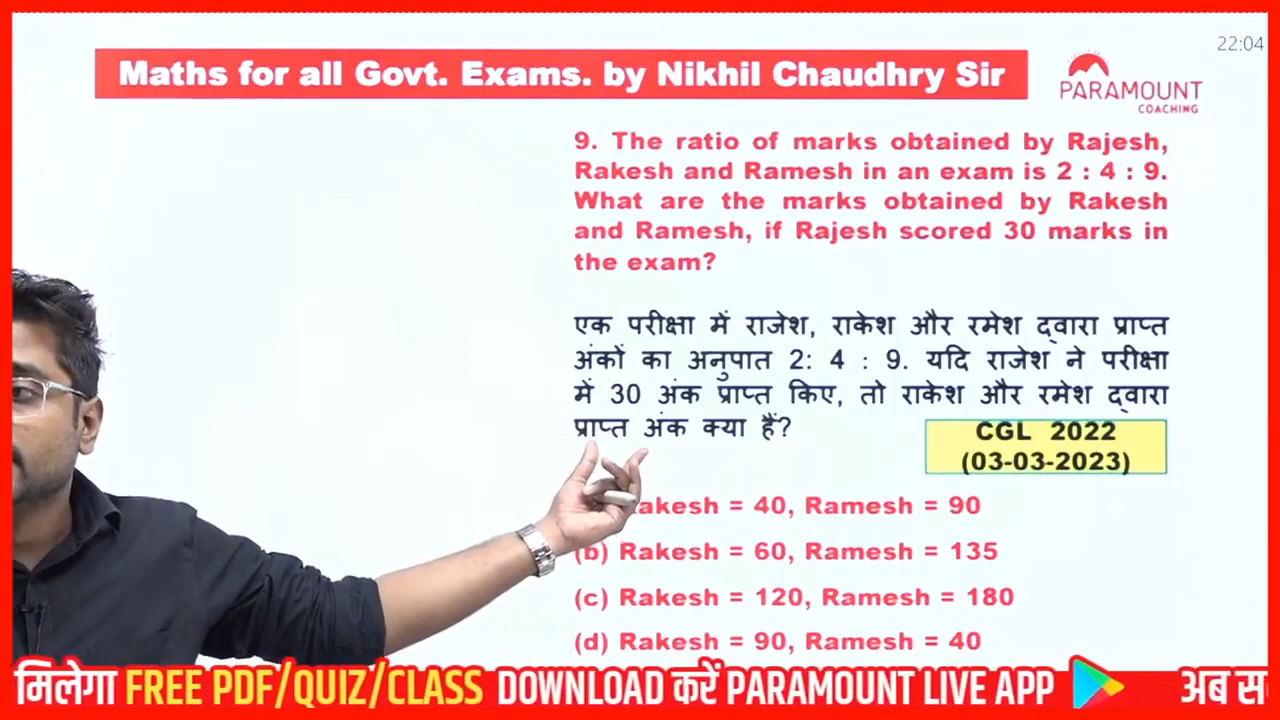 22:04
Maths for all Govt. Exams. by Nikhil Chaudhry Sir
PARAMOUNT
COACHING
9. The ratio of marks obtained by Rajesh,
Rakesh and Ramesh in an exam is 2 : 4 : 9.
What are the marks obtained by Rakesh
and Ramesh, if Rajesh scored 30 marks in
the exam?
एक परीक्षा में राजेश, राकेश और रमेश द्वारा प्राप्त
अंकों का अनुपात 2: 4 : 9. यदि राजेश ने परीक्षा
में 30 अंक प्राप्त किए, तो राकेश और रमेश द्वारा
प्राप्त अंक क्या हैं?
CGL 2022
(03-03-2023)
akesh = 40, Ramesh = 90
(b) Rakesh = 60, Ramesh = 135
(c) Rakesh = 120, Ramesh = 180
(d) Rakesh = 90, Ramesh = 40
मिलेगा FREE PDF/QUIZ/CLASS DOWNLOAD करें PARAMOUNT LIVE APP अब